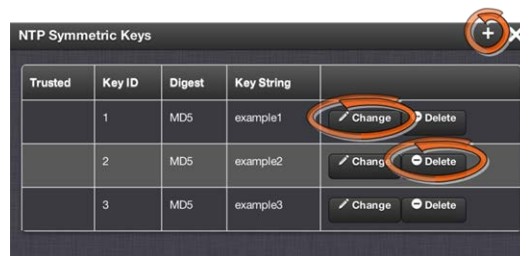 NTP Symmetric Keys
Trusted Key ID Digest Key String
1 MD5 example1 Change Delete
2 MD5 example2 Change Delete
3 MD5 example3 Change Delete